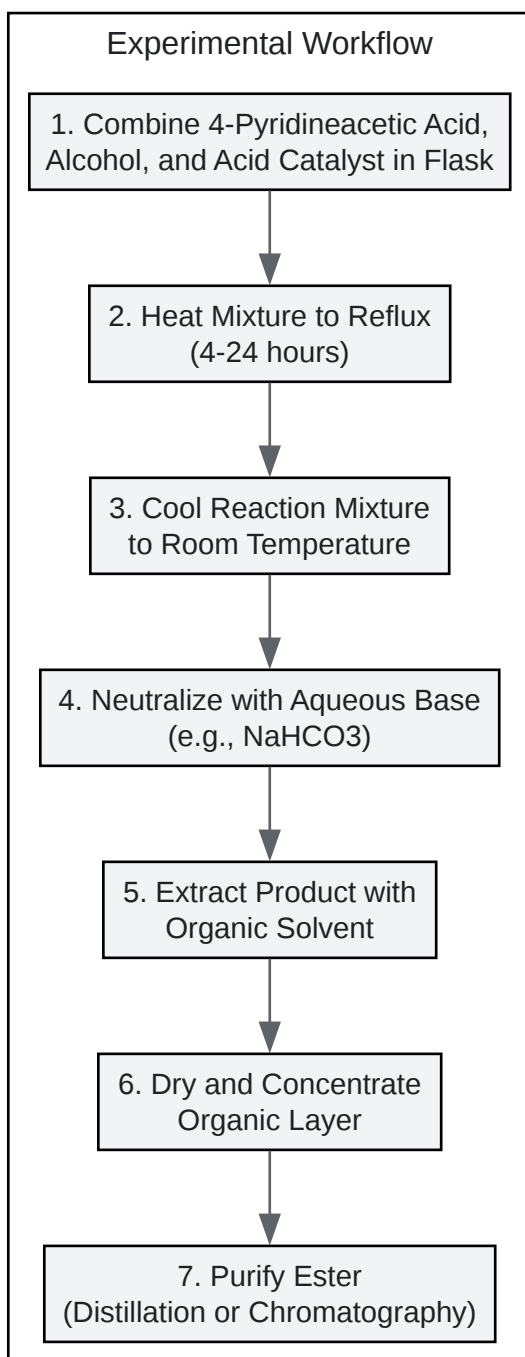 Experimental Workflow
1. Combine 4-Pyridineacetic Acid,
Alcohol, and Acid Catalyst in Flask
2. Heat Mixture to Reflux
(4-24 hours)
3. Cool Reaction Mixture
to Room Temperature
4. Neutralize with Aqueous Base
(e.g., NaHCO3)
5. Extract Product with
Organic Solvent
6. Dry and Concentrate
Organic Layer
7. Purify Ester
(Distillation or Chromatography)